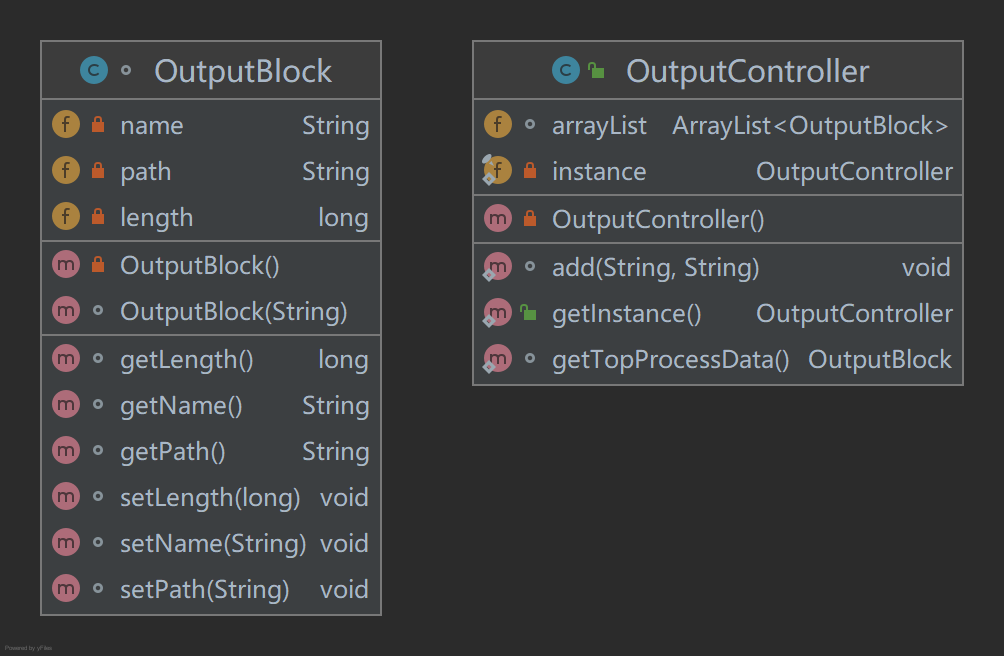 OutputBlock
name String
path String
length long
OutputBlock()
OutputBlock(String)
getLength() long
getName() String
getPath() String
setLength(long) void
setName(String) void
setPath(String) void
OutputController
arrayList ArrayList<OutputBlock>
instance OutputController
OutputController()
add(String, String) void
getInstance() OutputController
getTopProcessData() OutputBlock
Powered by yFiles